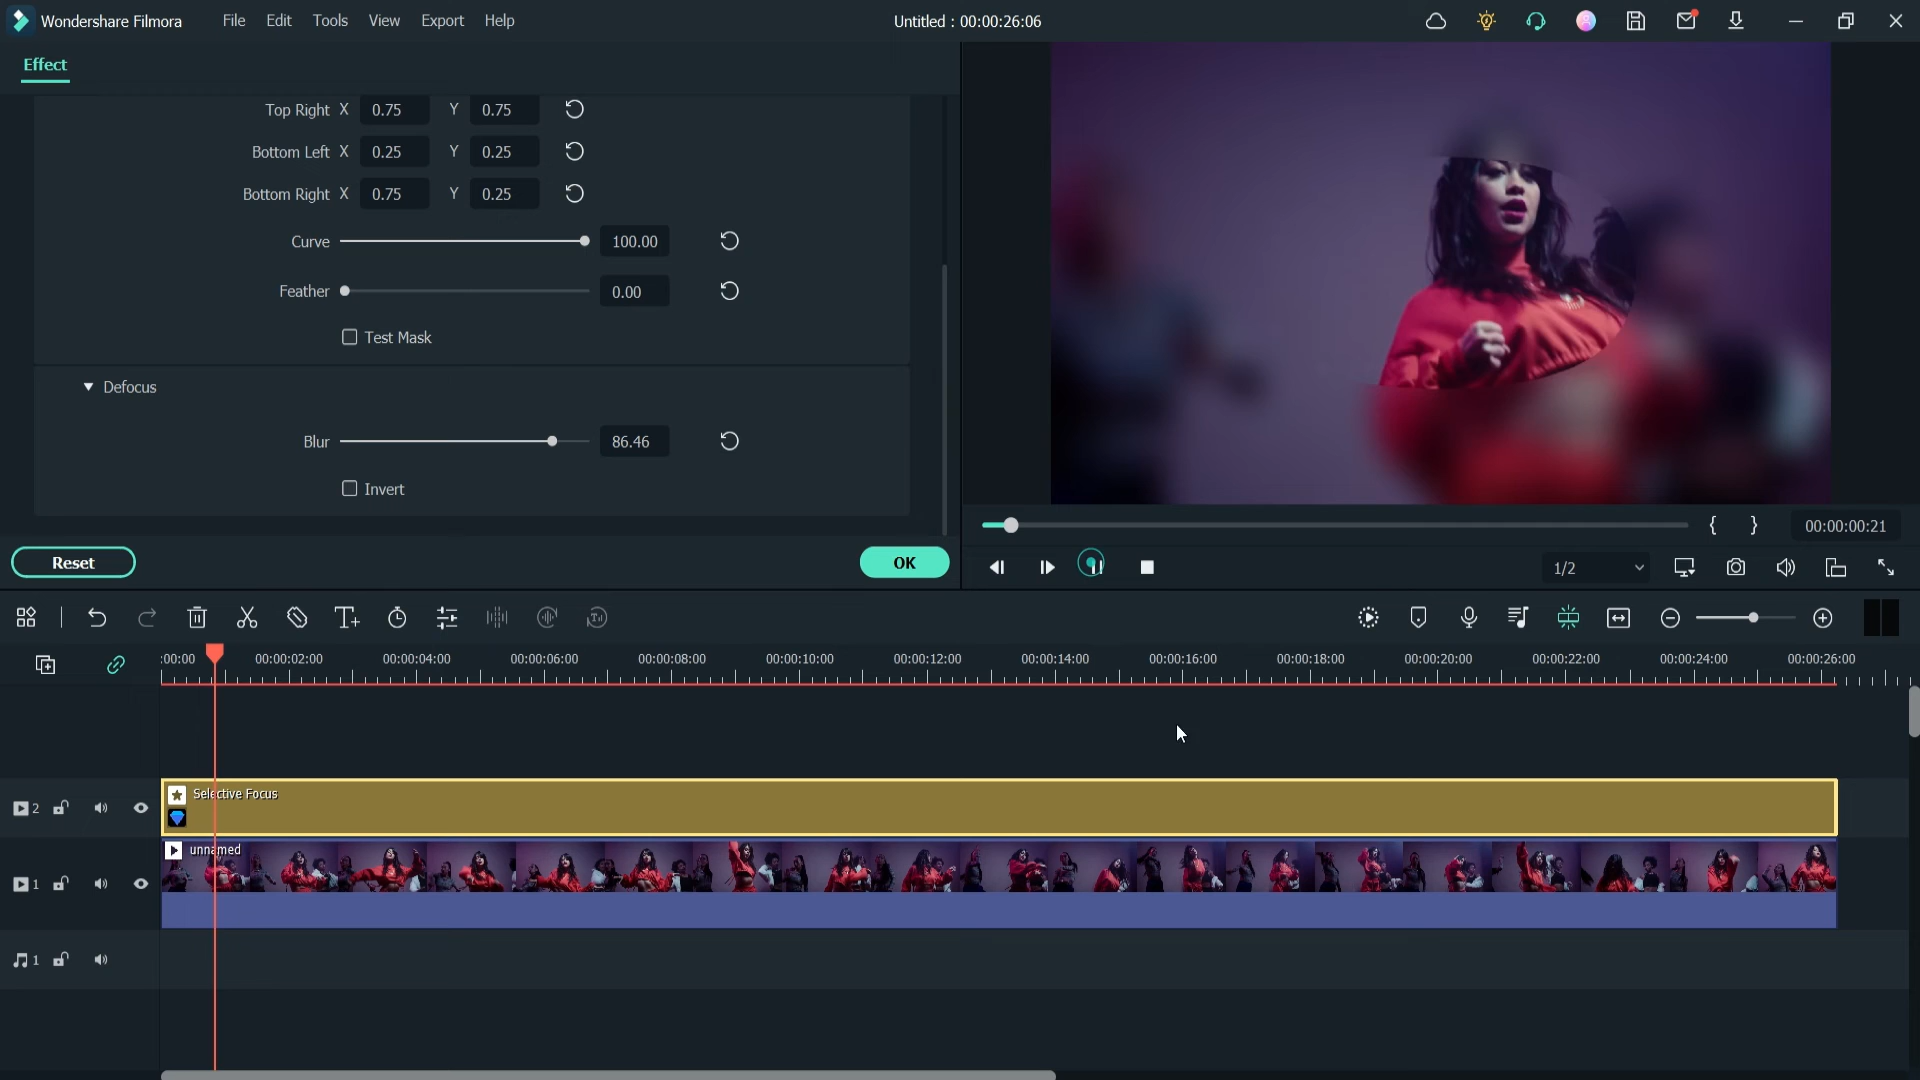 Wondershare Filmora File Edit Tools View Export Help Untitled : 00:00:26:06
Effect
Top Right X 0.75 Y 0.75
Bottom Left X 0.25 Y 0.25
Bottom Right X 0.75 Y 0.25
Curve 100.00
Feather 0.00
Test Mask
Defocus
Blur 86.46
Invert
Reset OK
{ } 00:00:00:21
1/2
:00:00 00:00:02:00 00:00:04:00 00:00:06:00 00:00:08:00 00:00:10:00 00:00:12:00 00:00:14:00 00:00:16:00 00:00:18:00 00:00:20:00 00:00:22:00 00:00:24:00 00:00:26:00
Selective Focus
2
unnamed
1
1